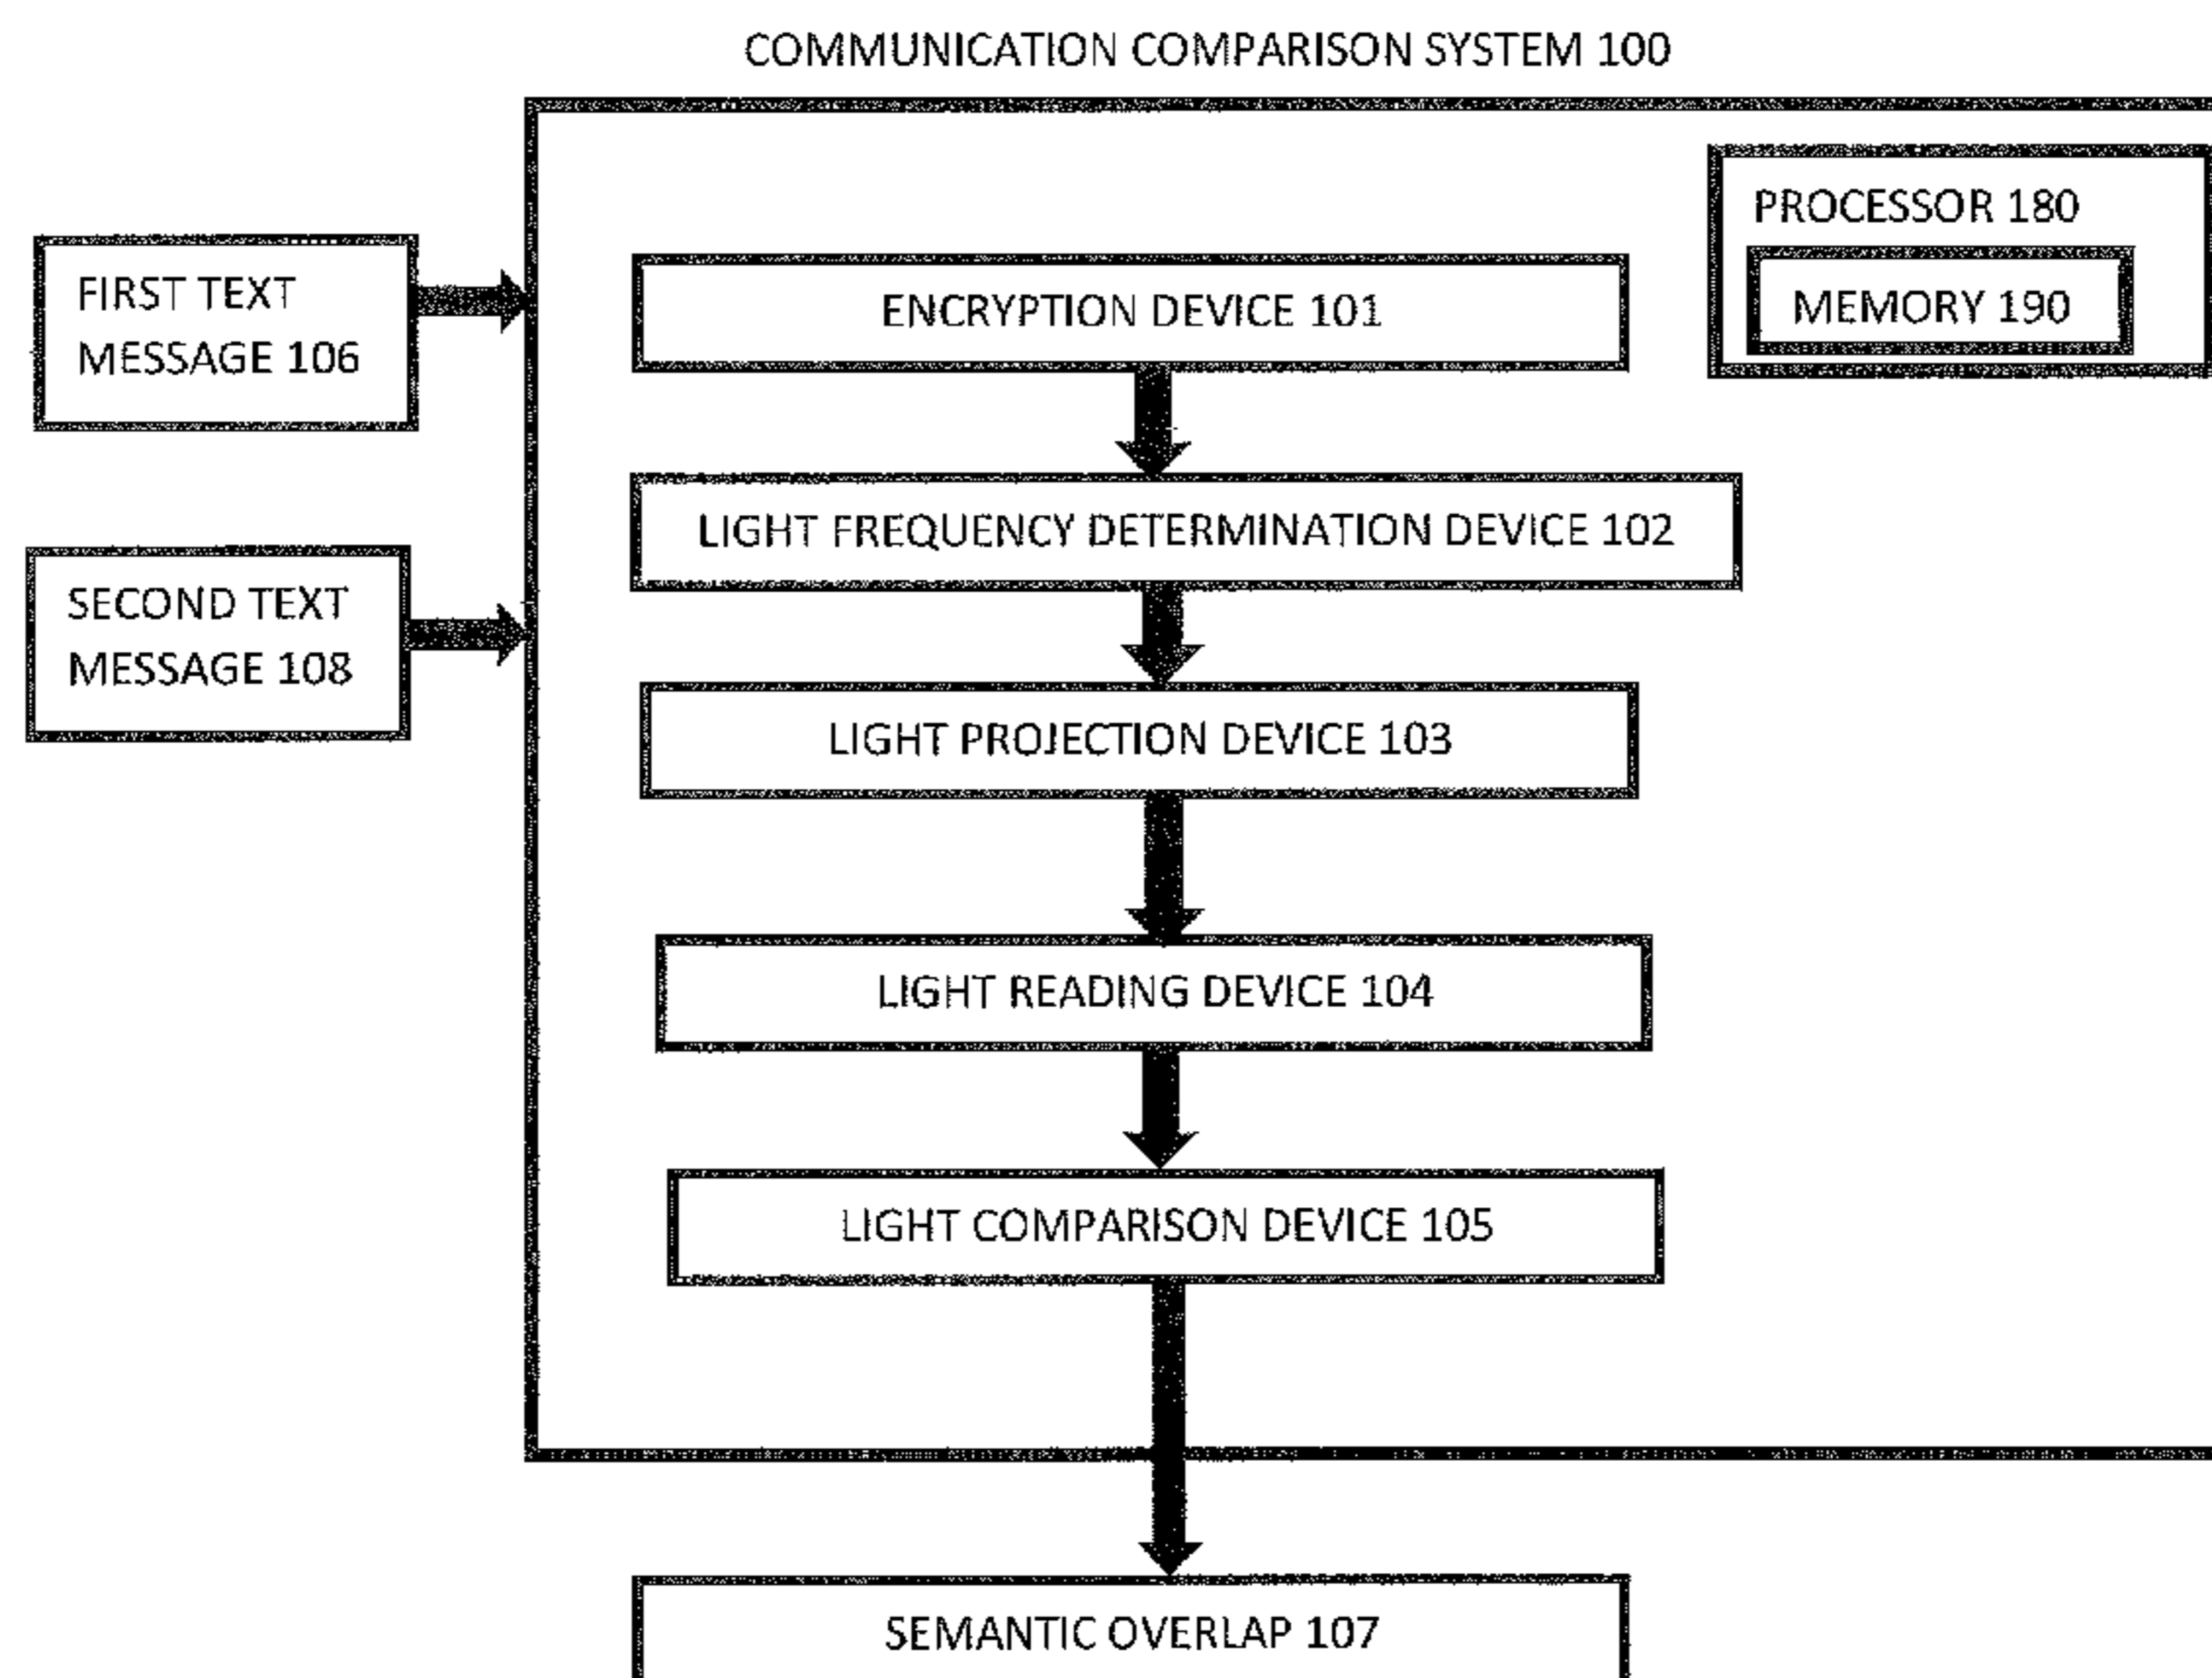 COMMUNICATION COMPARISON SYSTEM 100
PROCESSOR 180
MEMORY 190
FIRST TEXT
MESSAGE 106
ENCRYPTION DEVICE 101
LIGHT FREQUENCY DETERMINATION DEVICE 102
SECOND TEXT
MESSAGE 108
LIGHT PROJECTION DEVICE 103
LIGHT READING DEVICE 104
LIGHT COMPARISON DEVICE 105
SEMANTIC OVERLAP 107